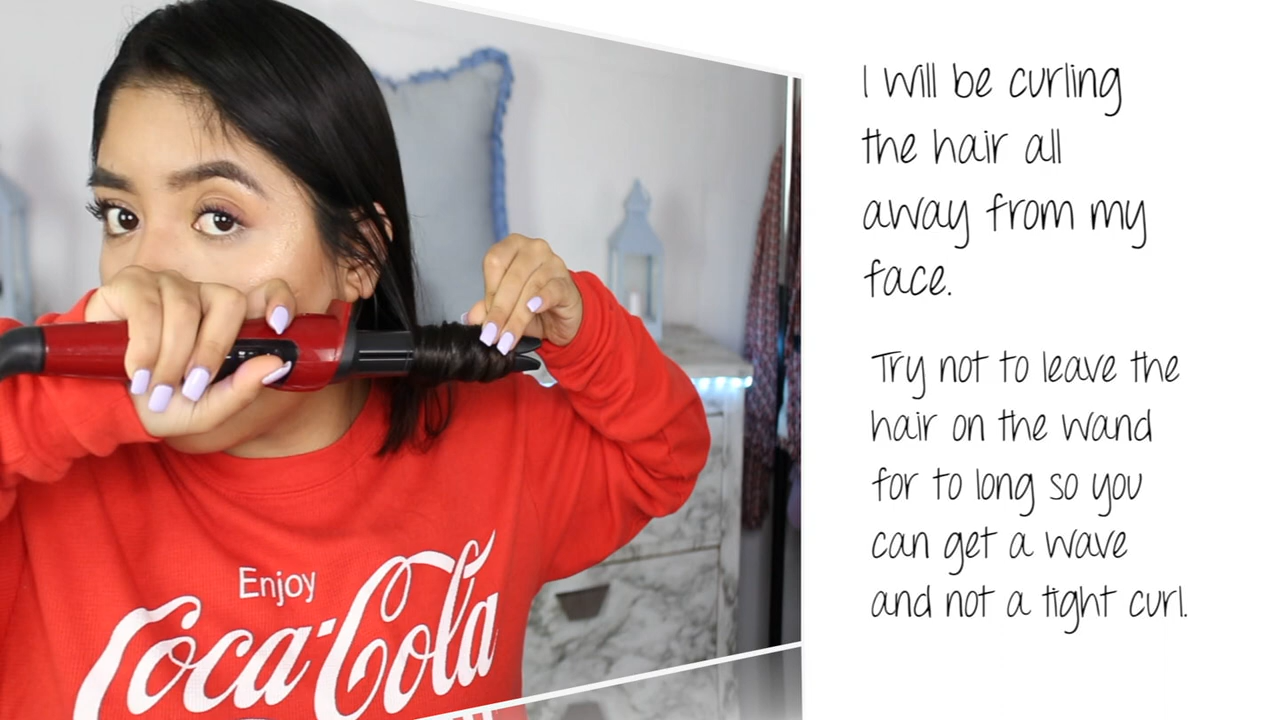 I will be curling
the hair all
away from my
face.
Try not to leave the
hair on the wand
for to long so you
can get a wave
and not a tight curl.
Enjoy
Coca-Cola